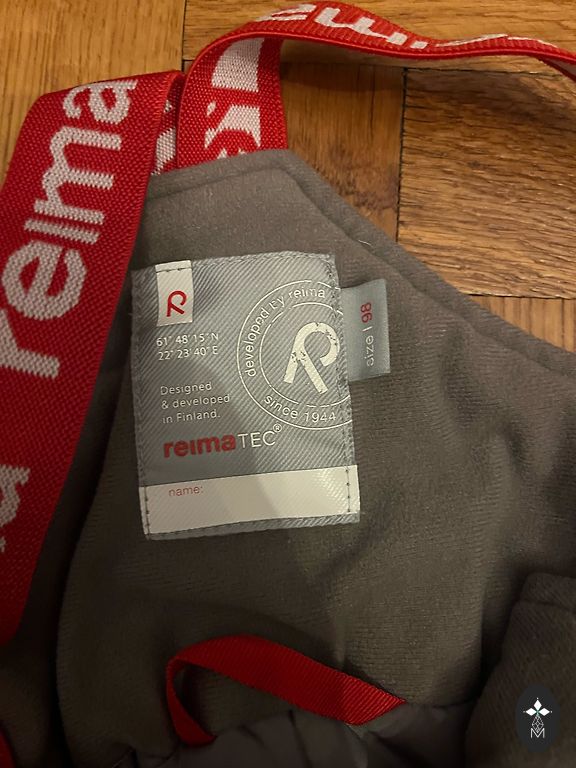 reima
reima
61° 48' 15" N
22° 23' 40" E
developed by reima
since 1944
size | 98
Designed
& developed
in Finland.
reimaTEC®
name: